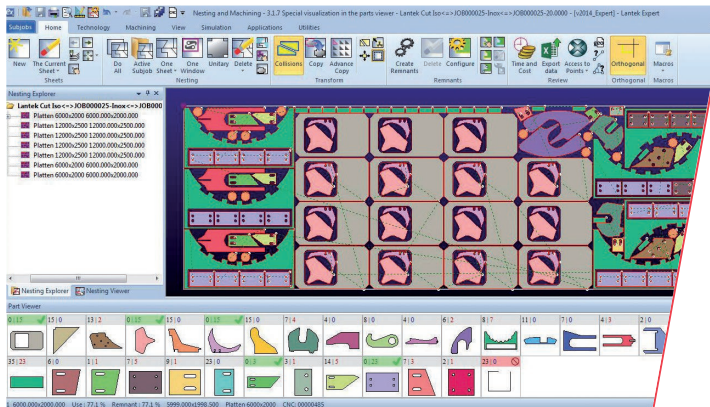 Nesting and Machining - 3.1.7 Special visualization in the parts viewer - Lantek Cut Iso<=>JOB000025-Inox<=>JOB000025-20.0000 - [v2014_Expert] - Lantek Expert
Subjobs Home Technology Machining View Simulation Applications Utilities
New The Current Sheet Do All Active Subjob One Sheet One Window Unitary Delete Collisions Copy Advance Copy Create Remnants Delete Configure Time and Cost Export data Access to Points Orthogonal Macros
Sheets Nesting Transform Remnants Review Orthogonal Macros
Nesting Explorer
Lantek Cut Iso<=>JOB000025-Inox<=>JOB000
Platten 6000x2000 6000.000x2000.000
Platten 12000x2500 12000.000x2500.000
Platten 12000x2500 12000.000x2500.000
Platten 12000x2500 12000.000x2500.000
Platten 6000x2000 6000.000x2000.000
Platten 6000x2000 6000.000x2000.000
Nesting Explorer Nesting Viewer
Part Viewer
0|15 15|0 13|2 0|15 15|0 0|15 15|0 7|4 4|0 8|0 4|0 6|2 8|7 11|0 7|0 4|3 2|0
35|23 6|0 1|1 7|5 9|1 23|0 0|3 3|1 14|5 0|23 7|3 2|1 23|0
: 6000.000x2000.000 Use : 77.1 % Remnant : 77.1 % 5999.000x1998.500 Platten 6000x2000 CNC: 00000485